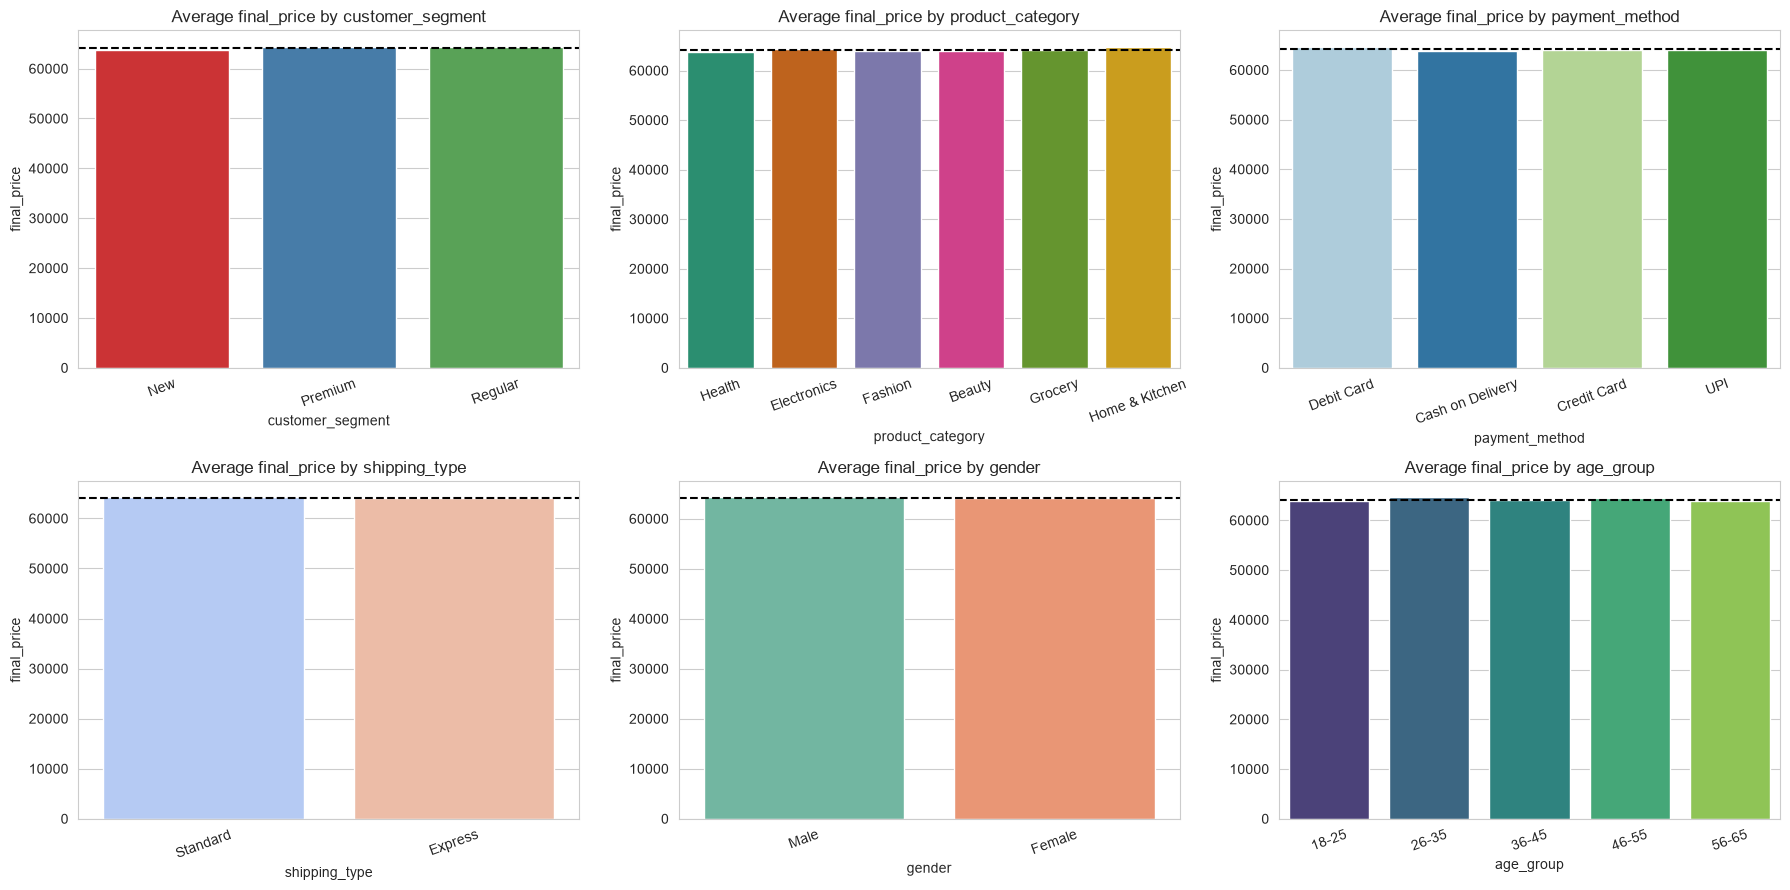 Average final_price by customer_segment
60000
50000
40000
30000
20000
10000
0
final_price
New Premium Regular
customer_segment
Average final_price by product_category
60000
50000
40000
30000
20000
10000
0
final_price
Health Electronics Fashion Beauty Grocery Home & Kitchen
product_category
Average final_price by payment_method
60000
50000
40000
30000
20000
10000
0
final_price
Debit Card Cash on Delivery Credit Card UPI
payment_method
Average final_price by shipping_type
60000
50000
40000
30000
20000
10000
0
final_price
Standard Express
shipping_type
Average final_price by gender
60000
50000
40000
30000
20000
10000
0
final_price
Male Female
gender
Average final_price by age_group
60000
50000
40000
30000
20000
10000
0
final_price
18-25 26-35 36-45 46-55 56-65
age_group